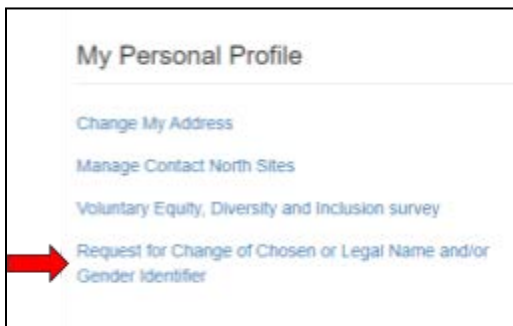 My Personal Profile
Change My Address
Manage Contact North Sites
Voluntary Equity, Diversity and Inclusion survey
Request for Change of Chosen or Legal Name and/or
Gender Identifier